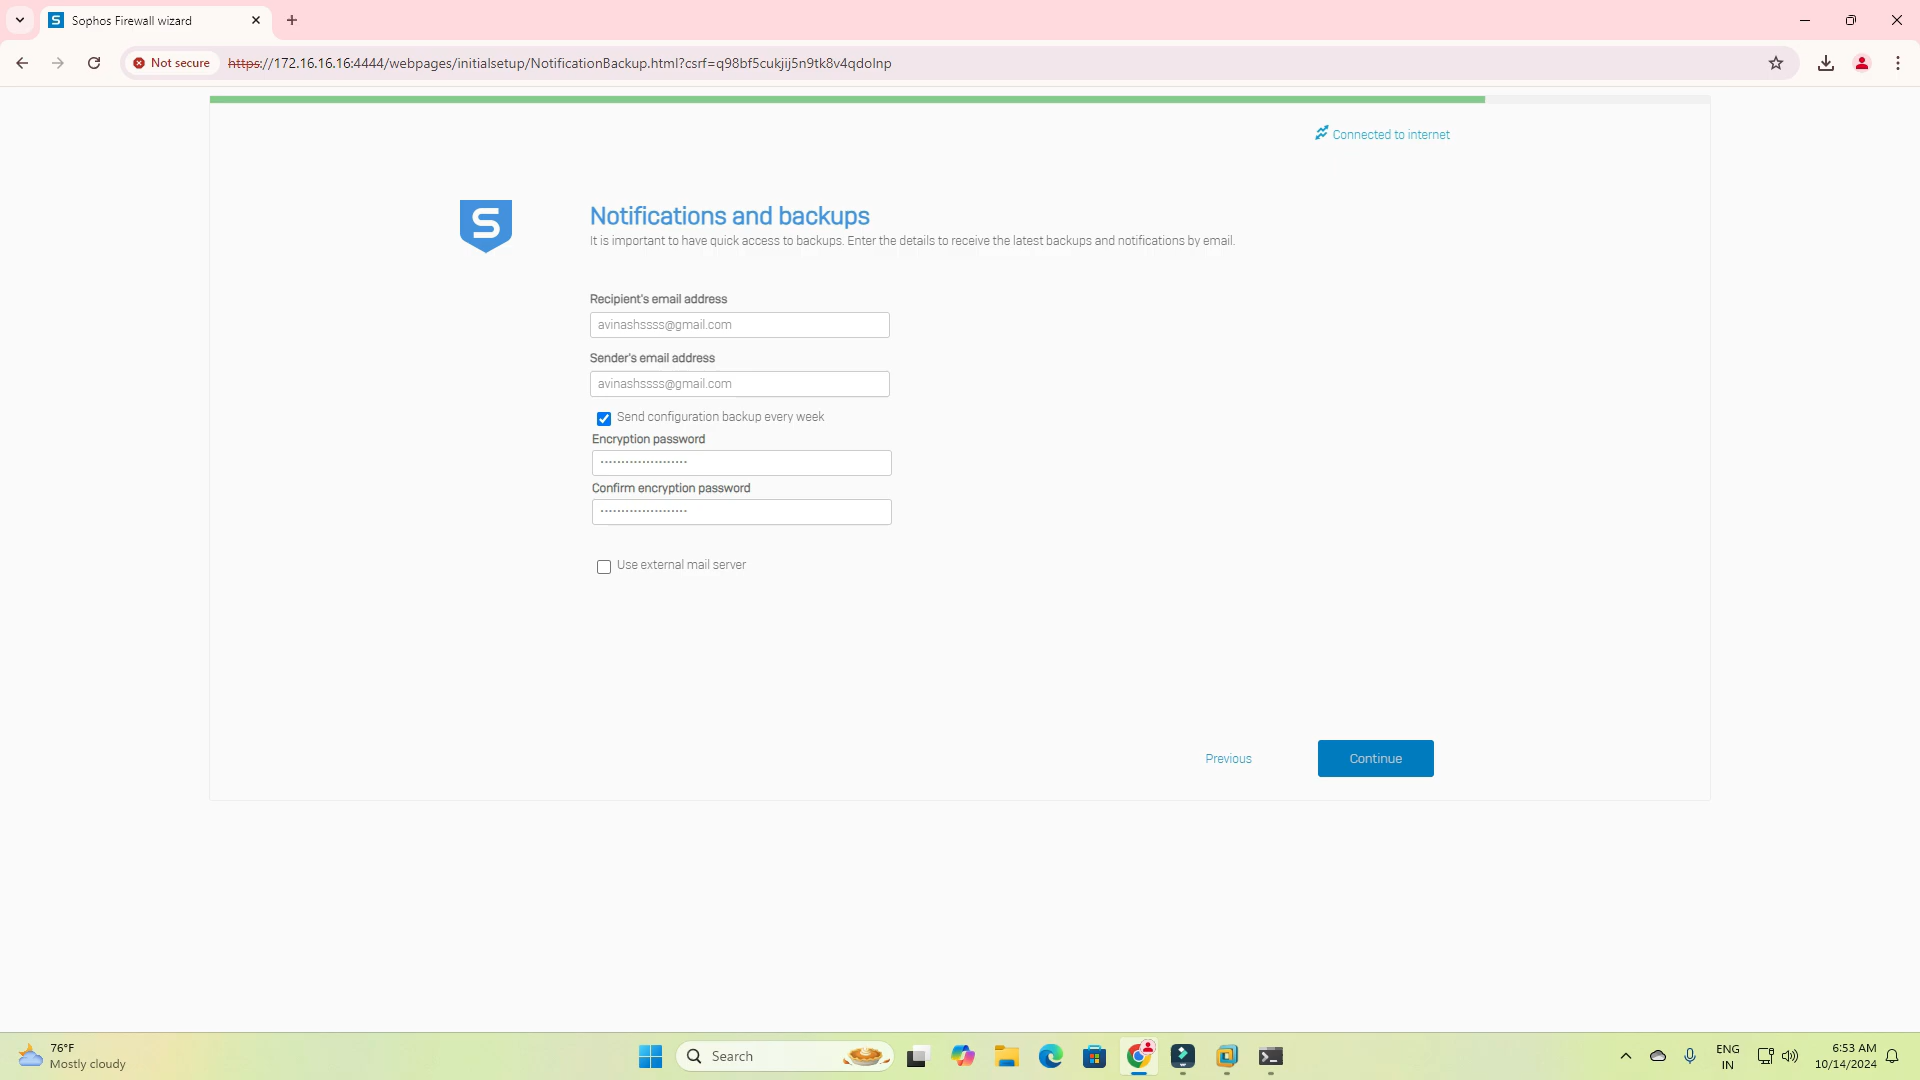 Sophos Firewall wizard
Not secure
https://172.16.16.16:4444/webpages/initialsetup/NotificationBackup.html?csrf=q98bf5cukjij5n9tk8v4qdolnp
Connected to internet
S
Notifications and backups
It is important to have quick access to backups. Enter the details to receive the latest backups and notifications by email.
Recipient's email address
avinashssss@gmail.com
Sender's email address
avinashssss@gmail.com
Send configuration backup every week
Encryption password
Confirm encryption password
Use external mail server
Previous
Continue
76°F
Mostly cloudy
Search
ENG
IN
6:53 AM
10/14/2024